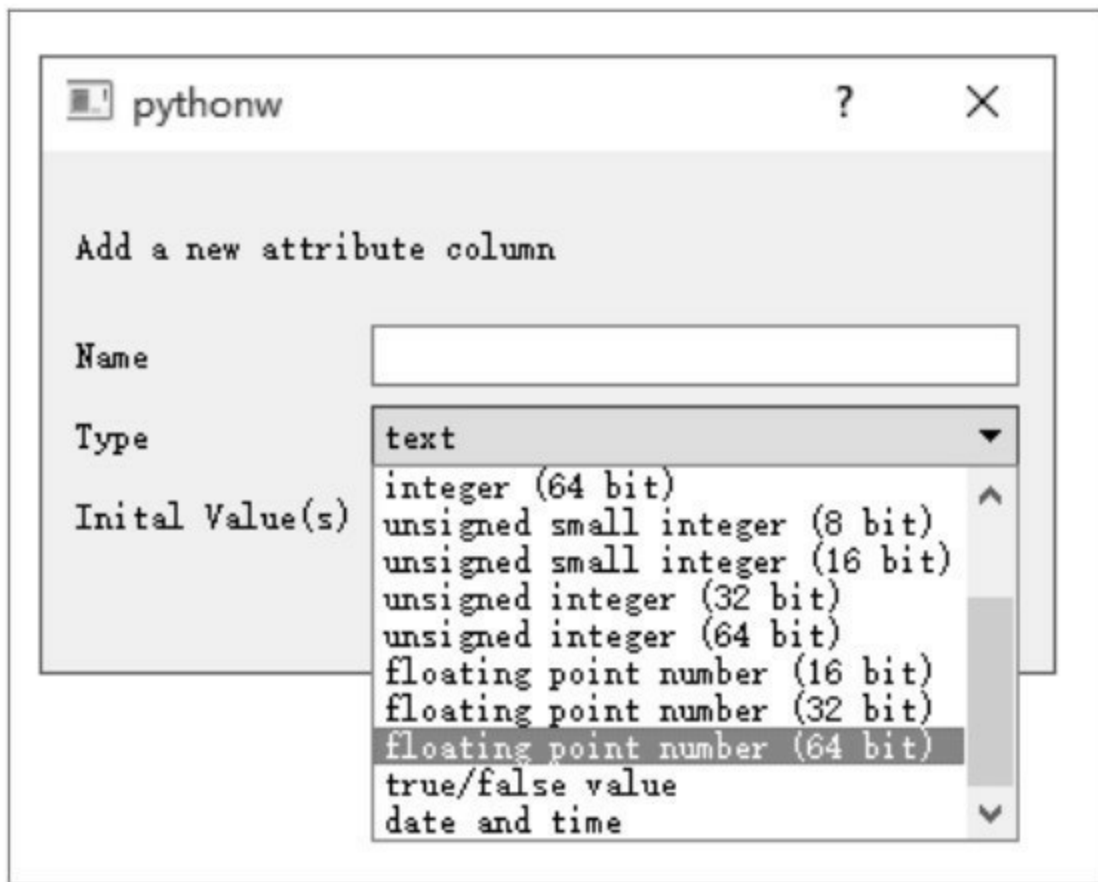 pythonw ?
Add a new attribute column
Name
Type text
integer (64 bit)
Inital Value(s)
unsigned small integer (8 bit)
unsigned small integer (16 bit)
unsigned integer (32 bit)
unsigned integer (64 bit)
floating point number (16 bit)
floating point number (32 bit)
floating point number (64 bit)
true/false value
date and time